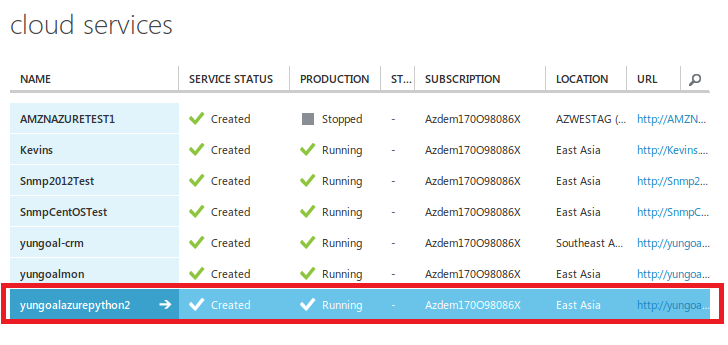 cloud services
NAME SERVICE STATUS PRODUCTION ST... SUBSCRIPTION LOCATION URL
AMZNAZURETEST1 Created Stopped - Azdem170O98086X AZWESTAG (... http://AMZN...
Kevins Created Running - Azdem170O98086X East Asia http://Kevins....
Snmp2012Test Created Running - Azdem170O98086X East Asia http://Snmp2...
SnmpCentOSTest Created Running - Azdem170O98086X East Asia http://SnmpC...
yungoal-crm Created Running - Azdem170O98086X Southeast A... http://yungoa...
yungoalmon Created Running - Azdem170O98086X East Asia http://yungoa...
yungoalazurepython2 Created Running - Azdem170O98086X East Asia http://yungoa...